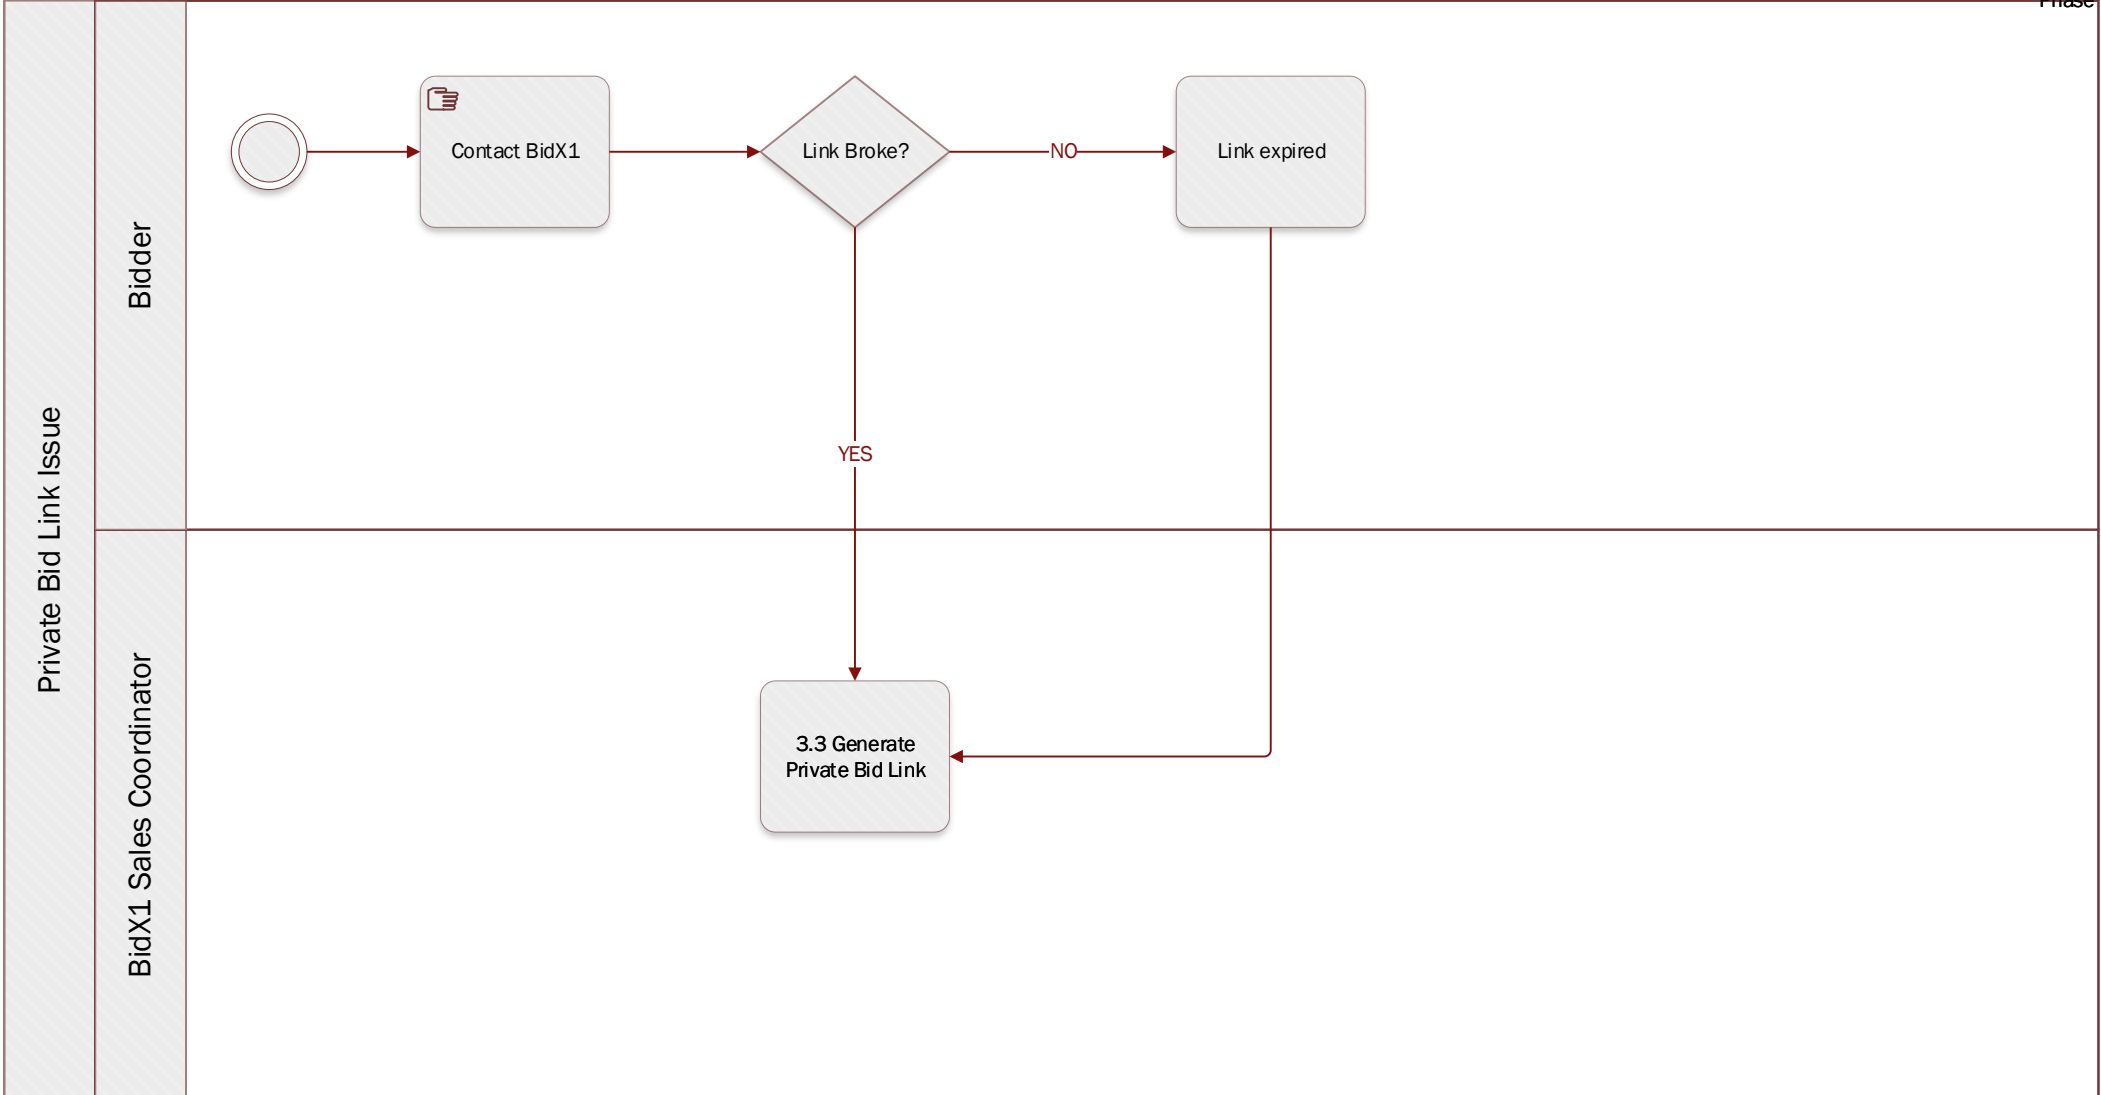 Phase
Private Bid Link Issue
Bidder
Contact BidX1
Link Broke?
NO
Link expired
YES
BidX1 Sales Coordinator
3.3 Generate
Private Bid Link